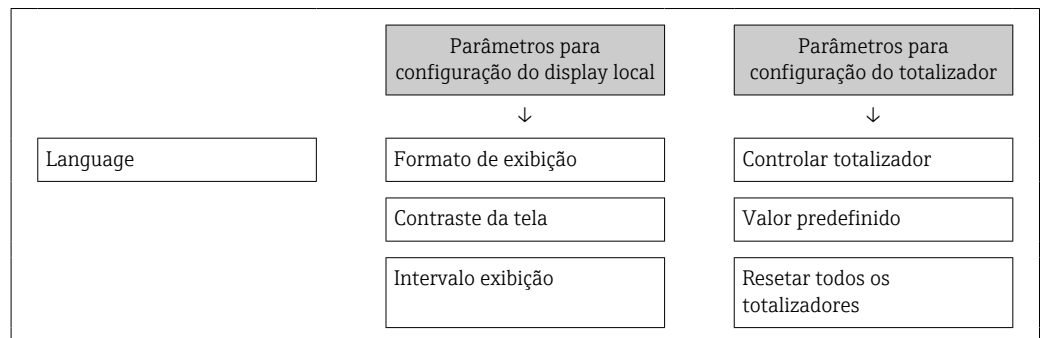 Parâmetros para
configuração do display local
Parâmetros para
configuração do totalizador
↓
↓
Language
Formato de exibição
Controlar totalizador
Contraste da tela
Valor predefinido
Intervalo exibição
Resetar todos os
totalizadores